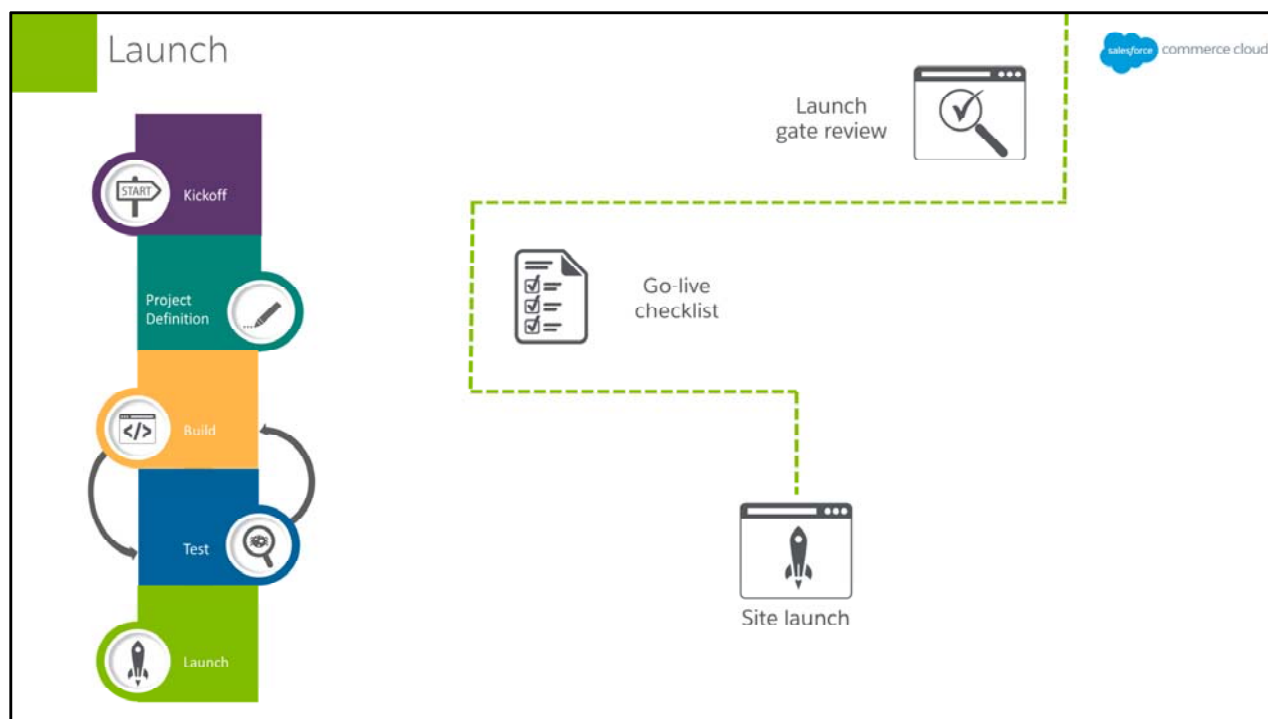 Launch
salesforce commerce cloud
Launch
gate review
START
Kickoff
Project
Definition
Go-live
checklist
</>
Build
Test
Site launch
Launch